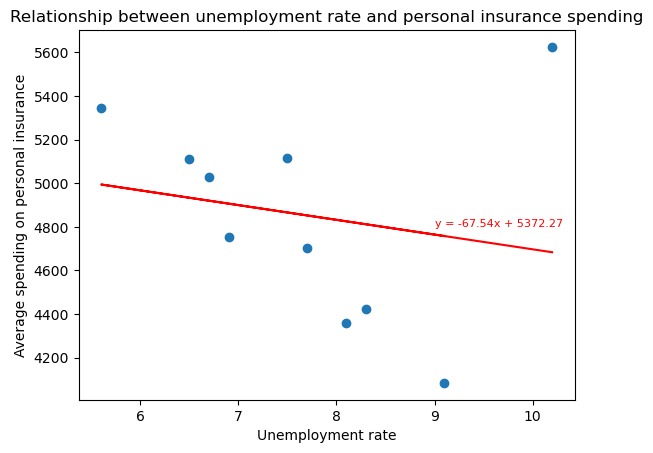 Relationship between unemployment rate and personal insurance spending
Average spending on personal insurance
5600
5400
5200
5000
4800
4600
4400
4200
y = -67.54x + 5372.27
6 7 8 9 10
Unemployment rate